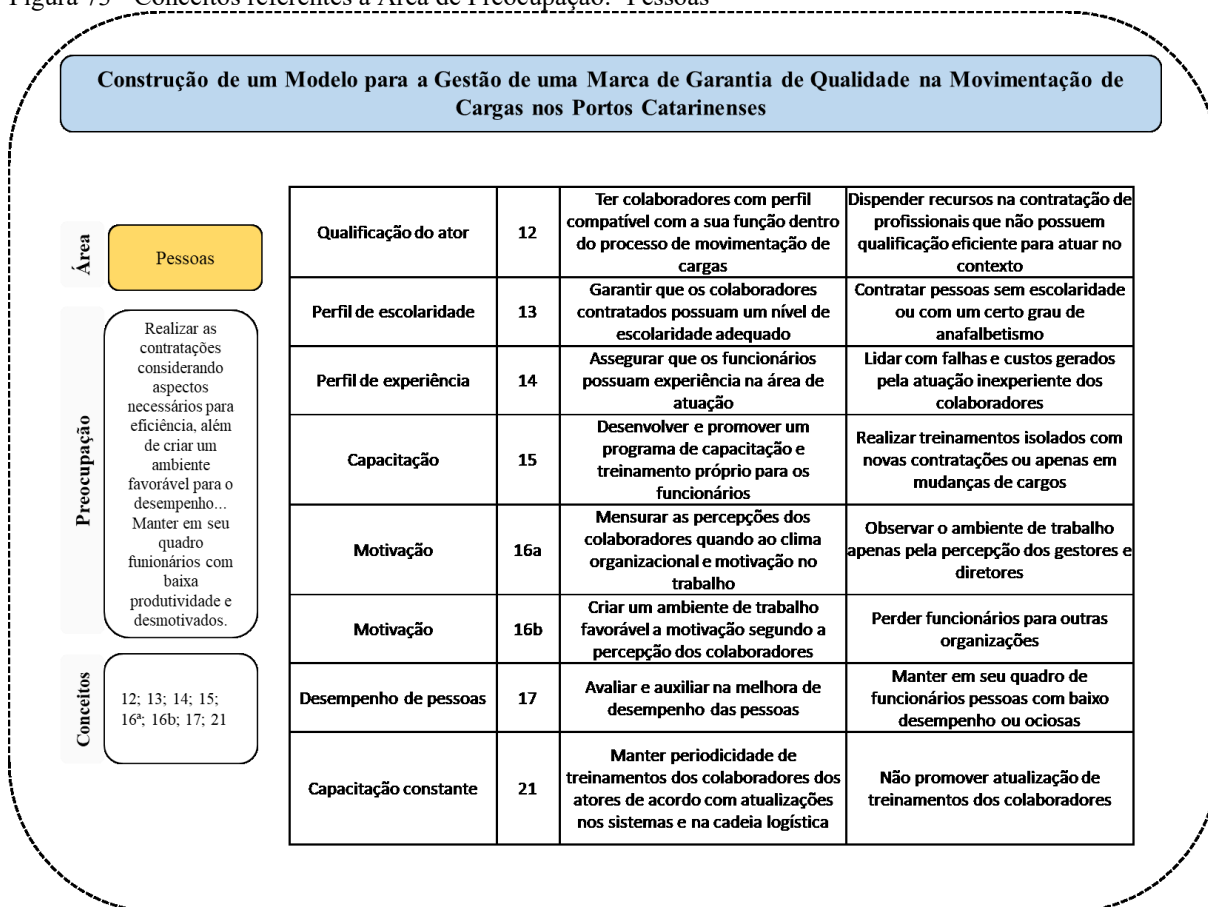 Figura 75 - Conceitos referentes à Área de Preocupação: "Pessoas"
Construção de um Modelo para a Gestão de uma Marca de Garantia de Qualidade na Movimentação de
Cargas nos Portos Catarinenses
Área
Pessoas
Preocupação
Realizar as
contratações
considerando
aspectos
necessários para
eficiência, além
de criar um
ambiente
favorável para o
desempenho...
Manter em seu
quadro
funionários com
baixa
produtividade e
desmotivados.
Conceitos
12; 13; 14; 15;
16ª; 16b; 17; 21
Qualificação do ator
12
Ter colaboradores com perfil
compatível com a sua função dentro
do processo de movimentação de
cargas
Dispender recursos na contratação de
profissionais que não possuem
qualificação eficiente para atuar no
contexto
Perfil de escolaridade
13
Garantir que os colaboradores
contratados possuam um nível de
escolaridade adequado
Contratar pessoas sem escolaridade
ou com um certo grau de
anafalbetismo
Perfil de experiência
14
Assegurar que os funcionários
possuam experiência na área de
atuação
Lidar com falhas e custos gerados
pela atuação inexperiente dos
colaboradores
Capacitação
15
Desenvolver e promover um
programa de capacitação e
treinamento próprio para os
funcionários
Realizar treinamentos isolados com
novas contratações ou apenas em
mudanças de cargos
Motivação
16a
Mensurar as percepções dos
colaboradores quando ao clima
organizacional e motivação no
trabalho
Observar o ambiente de trabalho
apenas pela percepção dos gestores e
diretores
Motivação
16b
Criar um ambiente de trabalho
favorável a motivação segundo a
percepção dos colaboradores
Perder funcionários para outras
organizações
Desempenho de pessoas
17
Avaliar e auxiliar na melhora de
desempenho das pessoas
Manter em seu quadro de
funcionários pessoas com baixo
desempenho ou ociosas
Capacitação constante
21
Manter periodicidade de
treinamentos dos colaboradores dos
atores de acordo com atualizações
nos sistemas e na cadeia logística
Não promover atualização de
treinamentos dos colaboradores